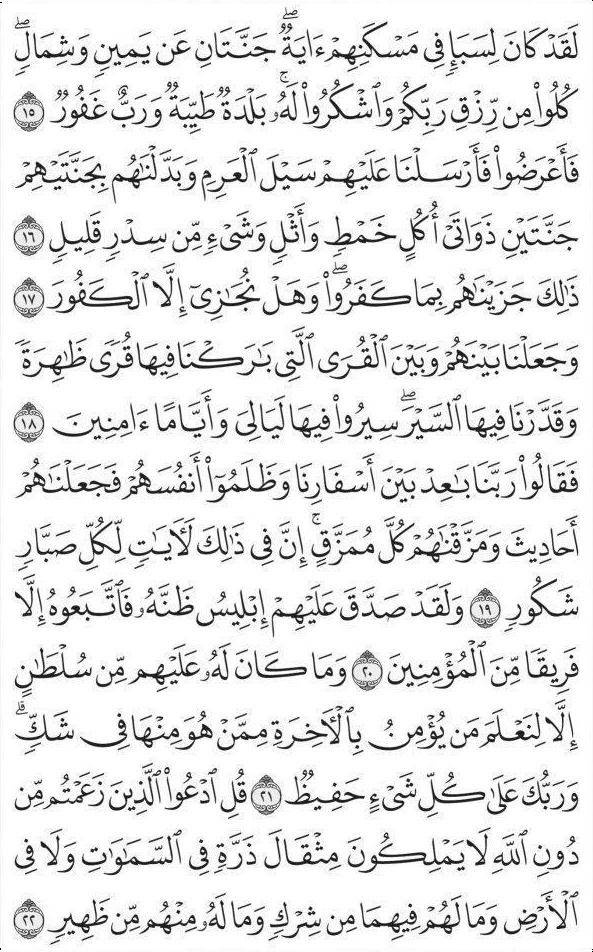 لَقَدۡ كَانَ لِسَبَإٖ فِي مَسۡكَنِهِمۡ ءَايَةٞۖ جَنَّتَانِ عَن يَمِينٖ وَشِمَالٖۖ
كُلُواْ مِن رِّزۡقِ رَبِّكُمۡ وَٱشۡكُرُواْ لَهُۥۚ بَلۡدَةٞ طَيِّبَةٞ وَرَبٌّ غَفُورٞ ١٥
فَأَعۡرَضُواْ فَأَرۡسَلۡنَا عَلَيۡهِمۡ سَيۡلَ ٱلۡعَرِمِ وَبَدَّلۡنَٰهُم بِجَنَّتَيۡهِمۡ
جَنَّتَيۡنِ ذَوَاتَيۡ أُكُلٍ خَمۡطٖ وَأَثۡلٖ وَشَيۡءٖ مِّن سِدۡرٖ قَلِيلٖ ١٦
ذَٰلِكَ جَزَيۡنَٰهُم بِمَا كَفَرُواْۖ وَهَلۡ نُجَٰزِيٓ إِلَّا ٱلۡكَفُورَ ١٧
وَجَعَلۡنَا بَيۡنَهُمۡ وَبَيۡنَ ٱلۡقُرَى ٱلَّتِي بَٰرَكۡنَا فِيهَا قُرٗى ظَٰهِرَةٗ
وَقَدَّرۡنَا فِيهَا ٱلسَّيۡرَۖ سِيرُواْ فِيهَا لَيَالِيَ وَأَيَّامًا ءَامِنِينَ ١٨
فَقَالُواْ رَبَّنَا بَٰعِدۡ بَيۡنَ أَسۡفَارِنَا وَظَلَمُوٓاْ أَنفُسَهُمۡ فَجَعَلۡنَٰهُمۡ
أَحَادِيثَ وَمَزَّقۡنَٰهُمۡ كُلَّ مُمَزَّقٍۚ إِنَّ فِي ذَٰلِكَ لَأٓيَٰتٖ لِّكُلِّ صَبَّارٖ
شَكُورٖ ١٩ وَلَقَدۡ صَدَّقَ عَلَيۡهِمۡ إِبۡلِيسُ ظَنَّهُۥ فَٱتَّبَعُوهُ إِلَّا
فَرِيقٗا مِّنَ ٱلۡمُؤۡمِنِينَ ٢٠ وَمَا كَانَ لَهُۥ عَلَيۡهِم مِّن سُلۡطَٰنٍ
إِلَّا لِنَعۡلَمَ مَن يُؤۡمِنُ بِٱلۡأٓخِرَةِ مِمَّنۡ هُوَ مِنۡهَا فِي شَكّٖۗ
وَرَبُّكَ عَلَىٰ كُلِّ شَيۡءٍ حَفِيظٞ ٢١ قُلِ ٱدۡعُواْ ٱلَّذِينَ زَعَمۡتُم مِّن
دُونِ ٱللَّهِ لَا يَمۡلِكُونَ مِثۡقَالَ ذَرَّةٖ فِي ٱلسَّمَٰوَٰتِ وَلَا فِي
ٱلۡأَرۡضِ وَمَا لَهُمۡ فِيهِمَا مِن شِرۡكٖ وَمَا لَهُۥ مِنۡهُم مِّن ظَهِيرٖ ٢٢